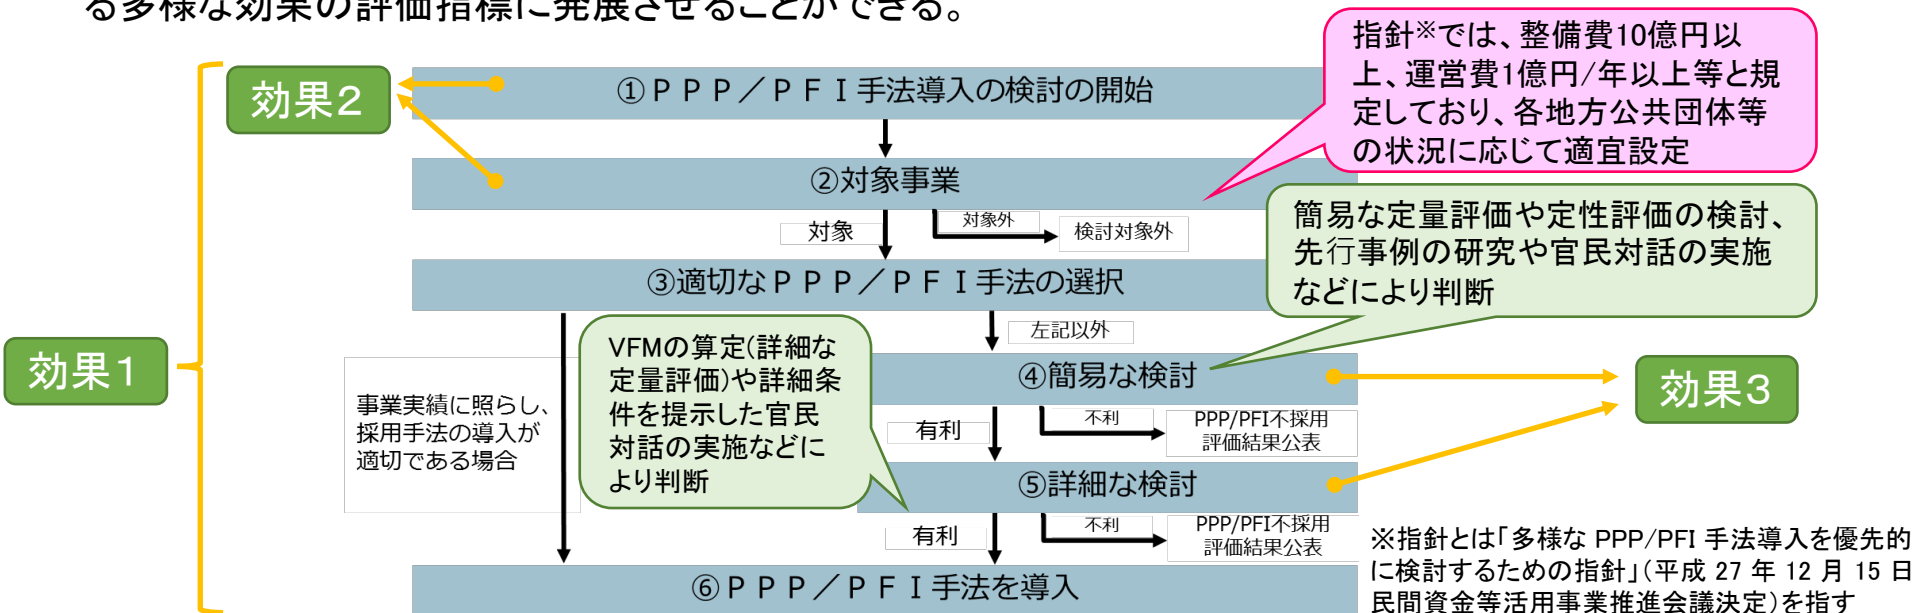 る多様な効果の評価指標に発展させることができる。
指針※では、整備費10億円以
上、運営費1億円/年以上等と規
定しており、各地方公共団体等
の状況に応じて適宜設定
効果2
①PPP/PFI手法導入の検討の開始
②対象事業
対象
対象外
検討対象外
簡易な定量評価や定性評価の検討、
先行事例の研究や官民対話の実施
などにより判断
③適切なPPP/PFI手法の選択
左記以外
効果1
事業実績に照らし、
採用手法の導入が
適切である場合
VFMの算定(詳細な
定量評価)や詳細条
件を提示した官民
対話の実施などに
より判断
④簡易な検討
効果3
有利
不利
PPP/PFI不採用
評価結果公表
⑤詳細な検討
有利
不利
PPP/PFI不採用
評価結果公表
⑥PPP/PFI手法を導入
※指針とは「多様な PPP/PFI 手法導入を優先的
に検討するための指針」(平成 27 年 12 月 15 日
民間資金等活用事業推進会議決定)を指す